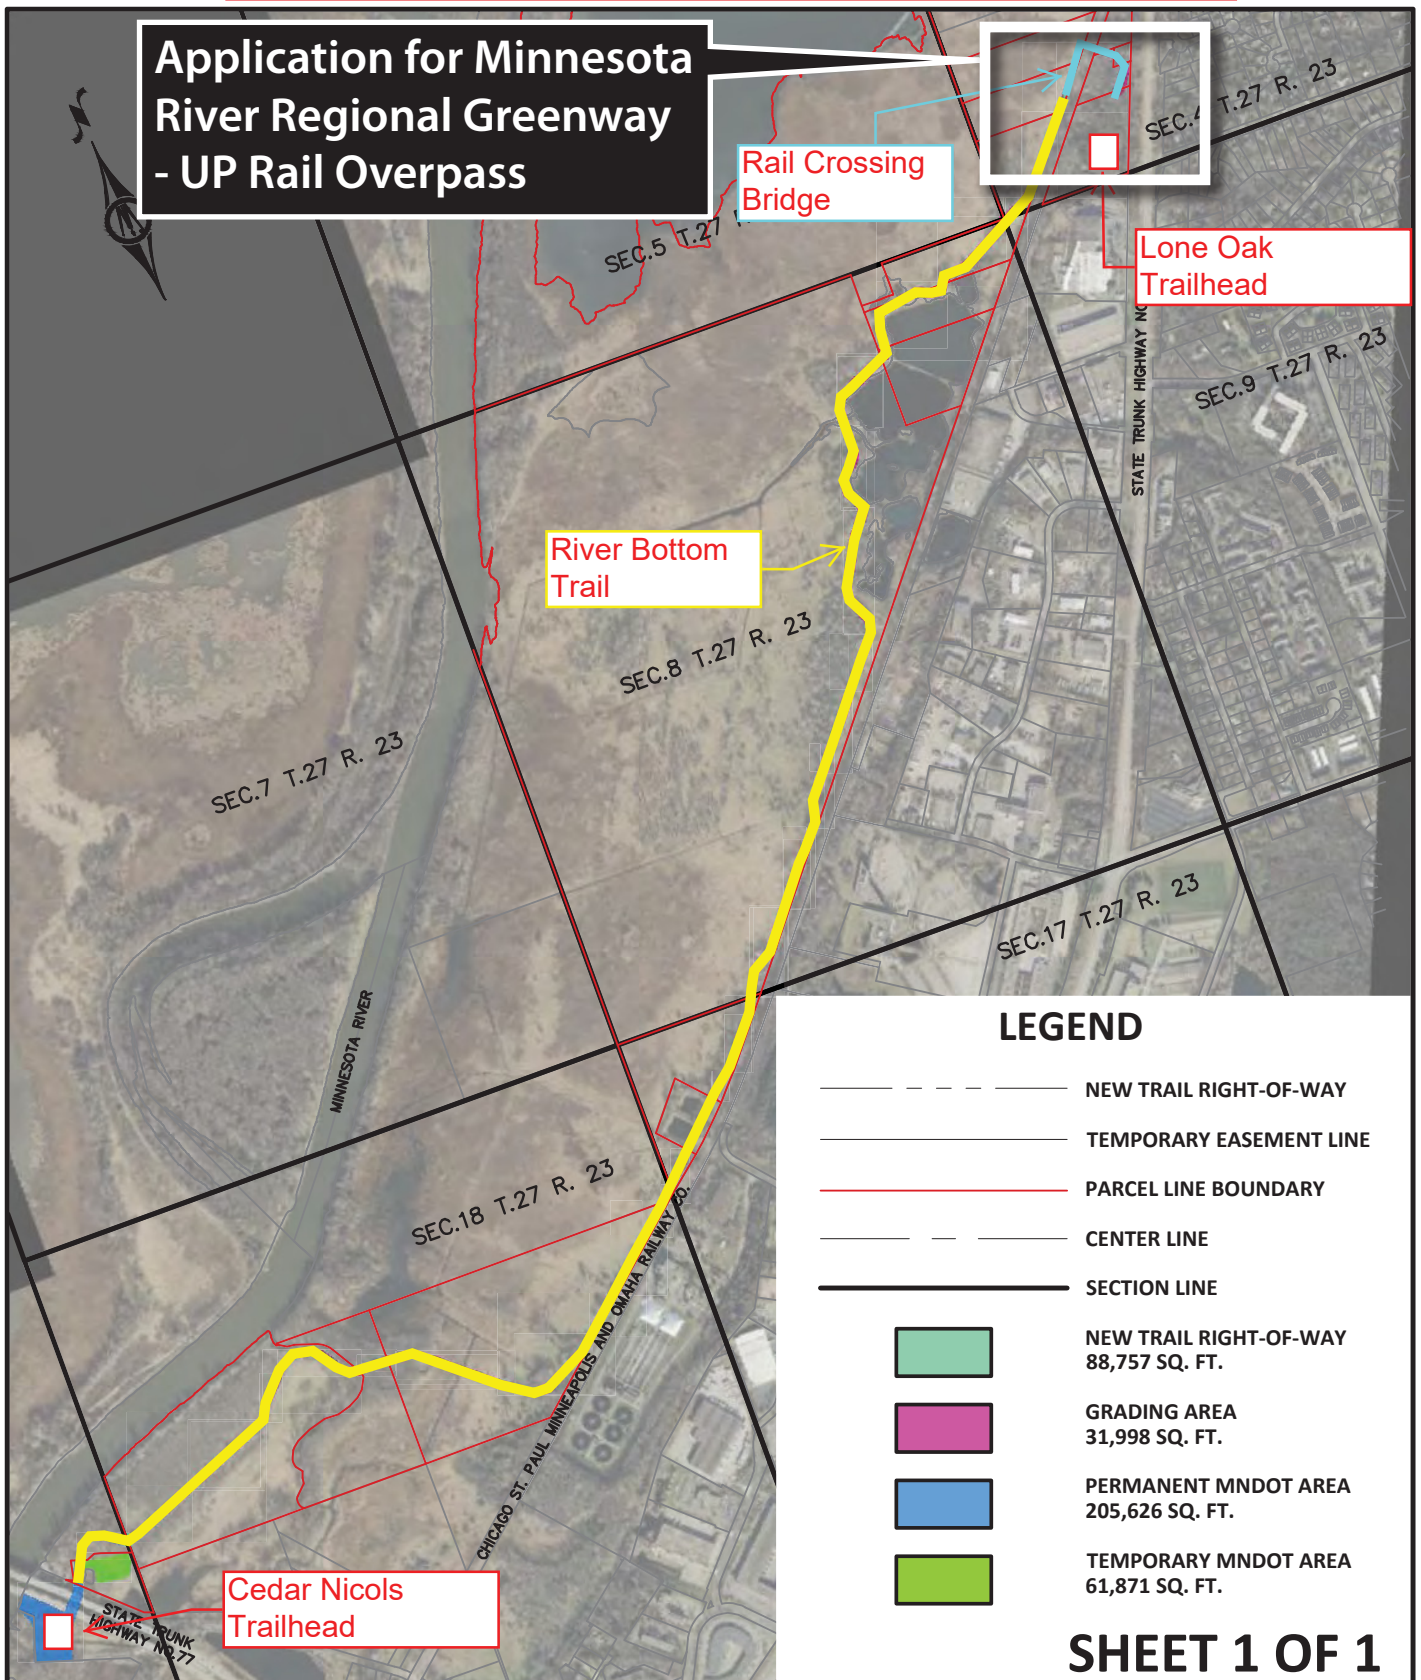 Application for Minnesota
River Regional Greenway
- UP Rail Overpass
N
Rail Crossing
Bridge
SEC.4 T.27 R. 23
SEC.5 T.27
Lone Oak
Trailhead
STATE TRUNK HIGHWAY NO
SEC.9 T.27 R. 23
River Bottom
Trail
SEC.8 T.27 R. 23
SEC.7 T.27 R. 23
SEC.17 T.27 R. 23
MINNESOTA RIVER
SEC.18 T.27 R. 23
CHICAGO ST. PAUL MINNEAPOLIS AND OMAHA RAILWAY CO.
Cedar Nicols
Trailhead
STATE TRUNK
HIGHWAY NO.77
LEGEND
NEW TRAIL RIGHT-OF-WAY
TEMPORARY EASEMENT LINE
PARCEL LINE BOUNDARY
CENTER LINE
SECTION LINE
NEW TRAIL RIGHT-OF-WAY
88,757 SQ. FT.
GRADING AREA
31,998 SQ. FT.
PERMANENT MNDOT AREA
205,626 SQ. FT.
TEMPORARY MNDOT AREA
61,871 SQ. FT.
SHEET 1 OF 1